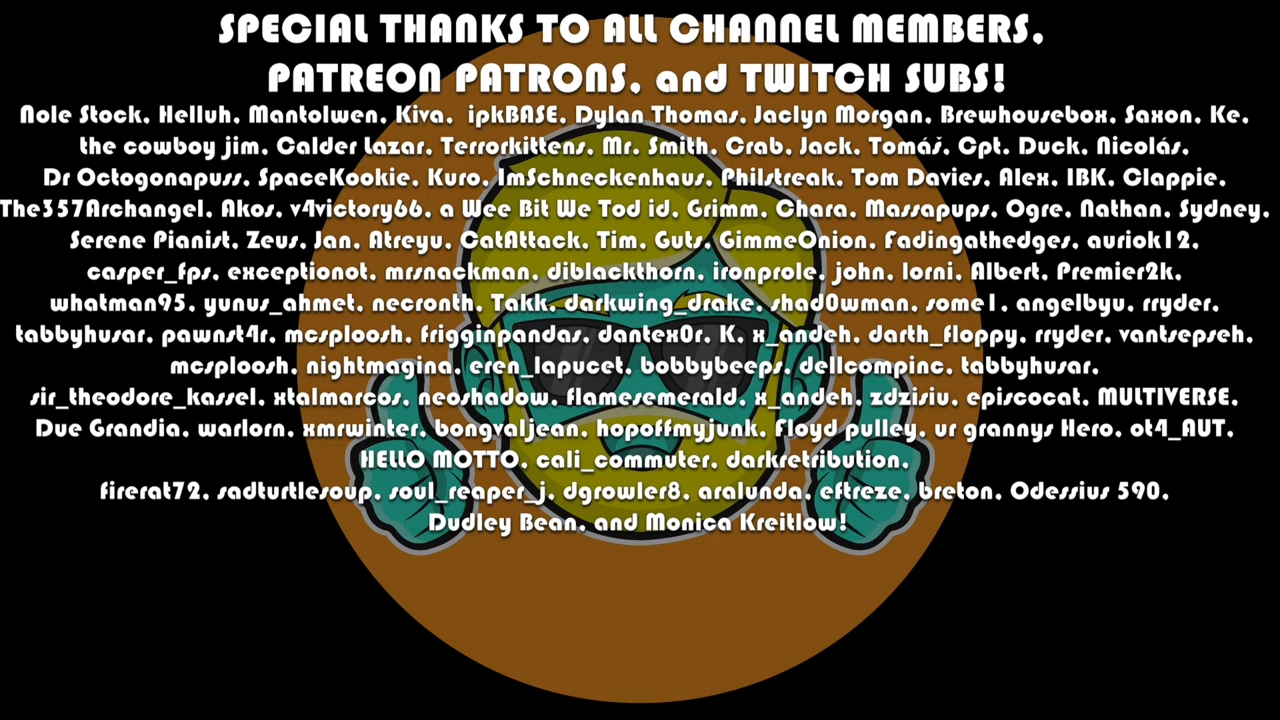 SPECIAL THANKS TO ALL CHANNEL MEMBERS,
PATREON PATRONS, and TWITCH SUBS!
Nole Stock, Helluh, Mantolwen, Kiva,  ipkBASE, Dylan Thomas, Jaclyn Morgan, Brewhousebox, Saxon, Ke,
the cowboy jim, Calder Lazar, Terrorkittens, Mr. Smith, Crab, Jack, Tomáš, Cpt. Duck, Nicolás,
Dr Octogonapuss, SpaceKookie, Kuro, ImSchneckenhaus, Philstreak, Tom Davies, Alex, IBK, Clappie,
The357Archangel, Akos, v4victory66, a Wee Bit We Tod id, Grimm, Chara, Massapups, Ogre, Nathan, Sydney,
Serene Pianist, Zeus, Jan, Atreyu, CatAttack, Tim, Guts, GimmeOnion, Fadingathedges, auriok12,
casper_fps, exceptionot, mrsnackman, diblackthorn, ironprole, john, lorni, Albert, Premier2k,
whatman95, yunus_ahmet, necronth, Takk, darkwing_drake, shad0wman, some1, angelbyu, rryder,
tabbyhusar, pawnst4r, mcsploosh, frigginpandas, dantex0r, K, x_andeh, darth_floppy, rryder, vantsepseh,
mcsploosh, nightmagina, eren_lapucet, bobbybeeps, dellcompinc, tabbyhusar,
sir_theodore_kassel, xtalmarcos, neoshadow, flamesemerald, x_andeh, zdzisiu, episcocat, MULTIVERSE,
Due Grandia, warlorn, xmrwinter, bongvaljean, hopoffmyjunk, Floyd pulley, ur grannys Hero, ot4_AUT,
HELLO MOTTO, cali_commuter, darkretribution,
firerat72, sadturtlesoup, soul_reaper_j, dgrowler8, aralunda, eftreze, breton, Odessius 590,
Dudley Bean, and Monica Kreitlow!